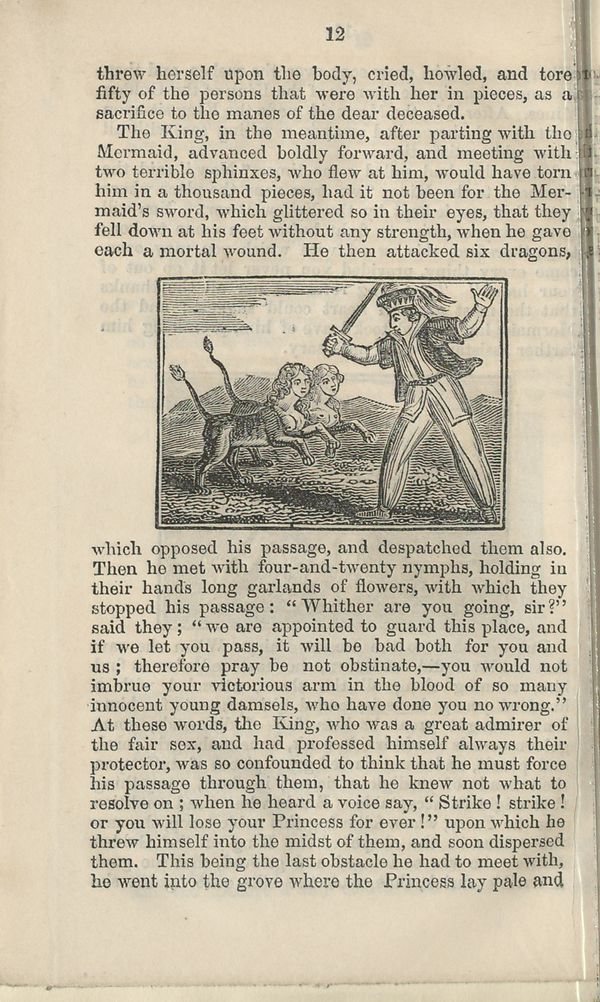 12
threw herself upon the body, cried, howled, and tore
fifty of the persons that were with her in pieces, as a
sacrifice to the manes of the dear deceased.
The King, in the meantime, after parting with the
Mermaid, advanced boldly forward, and meeting with
two terrible sphinxes, who flew at him, would have torn
him in a thousand pieces, had it not been for the Mer-
maid's sword, which glittered so in their eyes, that they
fell down at his feet without any strength, when he gave
each a mortal wound. He then attacked six dragons,
which opposed his passage, and despatched them also.
Then he met with four-and-twenty nymphs, holding in
their hands long garlands of flowers, with which they
stopped his passage: "Whither are you going, sir?"
said they; "we are appointed to guard this place, and
if we let you pass, it will be bad both for you and
us; therefore pray be not obstinate,—you would not
imbrue your victorious arm in the blood of so many
innocent young damsels, who have done you no wrong."
At these words, the King, who was a great admirer of
the fair sex, and had professed himself always their
protector, was so confounded to think that he must force
his passage through them, that he knew not what to
resolve on; when he heard a voice say, "Strike! strike!
or you will lose your Princess for ever!" upon which he
threw himself into the midst of them, and soon dispersed
them. This being the last obstacle he had to meet with,
he went into the grove where the Princess lay pale and